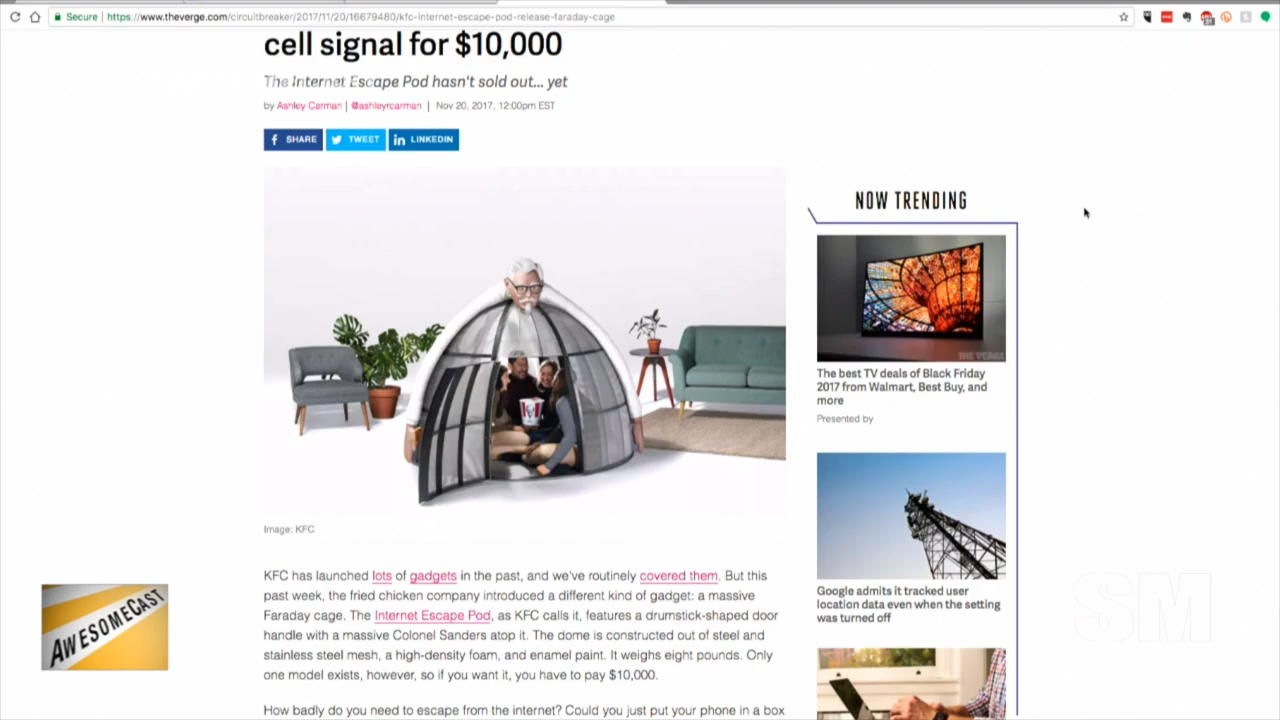 Secure | https://www.theverge.com/circuitbreaker/2017/11/20/16679480/kfc-internet-escape-pod-release-faraday-cage
cell signal for $10,000
The Internet Escape Pod hasn't sold out... yet
by Ashley Carman | @ashleyrcarman | Nov 20, 2017, 12:00pm EST
SHARE TWEET LINKEDIN
KFC
Image: KFC
KFC has launched lots of gadgets in the past, and we've routinely covered them. But this
past week, the fried chicken company introduced a different kind of gadget: a massive
Faraday cage. The Internet Escape Pod, as KFC calls it, features a drumstick-shaped door
handle with a massive Colonel Sanders atop it. The dome is constructed out of steel and
stainless steel mesh, a high-density foam, and enamel paint. It weighs eight pounds. Only
one model exists, however, so if you want it, you have to pay $10,000.
How badly do you need to escape from the internet? Could you just put your phone in a box
NOW TRENDING
THE VERGE
The best TV deals of Black Friday
2017 from Walmart, Best Buy, and
more
Presented by
Google admits it tracked user
location data even when the setting
was turned off
AWESOMECAST
SM